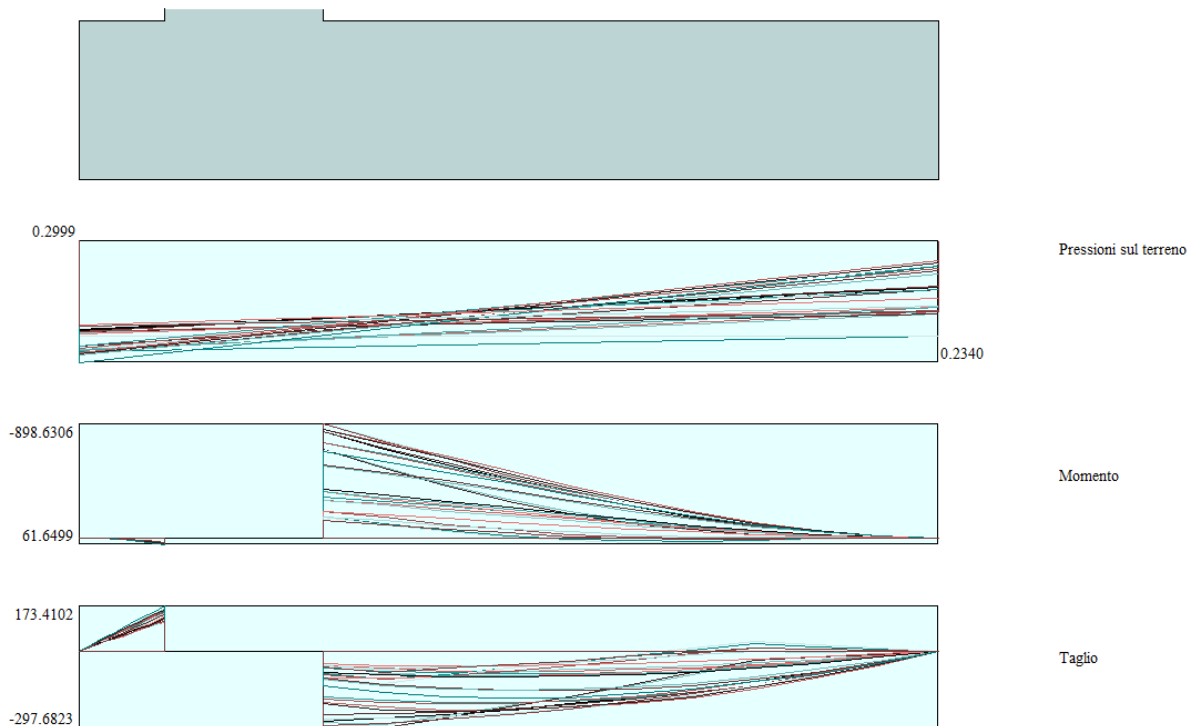 0.2999
Pressioni sul terreno
0.2340
-898.6306
Momento
61.6499
173.4102
Taglio
-297.6823